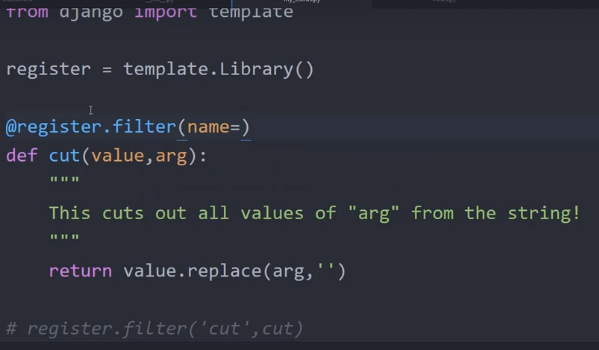 from django import template
register = template.Library()
@register.filter(name=)
def cut(value,arg):
    """
    This cuts out all values of "arg" from the string!
    """
    return value.replace(arg,'')
# register.filter('cut',cut)